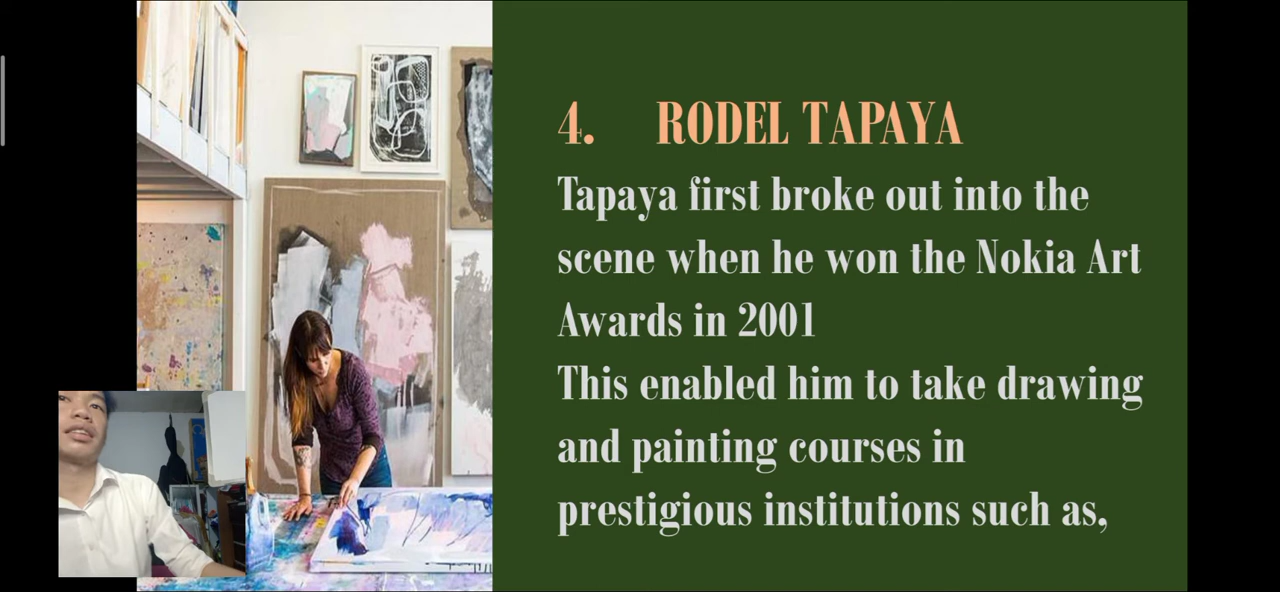 4. RODEL TAPAYA
Tapaya first broke out into the
scene when he won the Nokia Art
Awards in 2001
This enabled him to take drawing
and painting courses in
prestigious institutions such as,